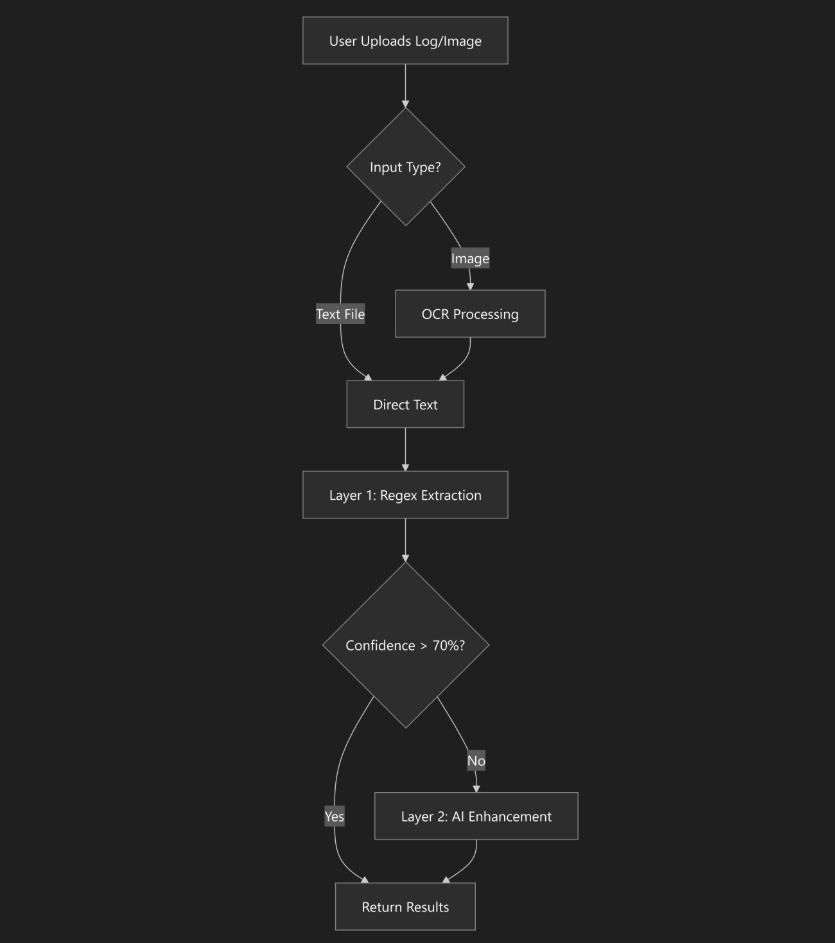 User Uploads Log/Image
Input Type?
Image
Text File
OCR Processing
Direct Text
Layer 1: Regex Extraction
Confidence > 70%?
No
Yes
Layer 2: AI Enhancement
Return Results